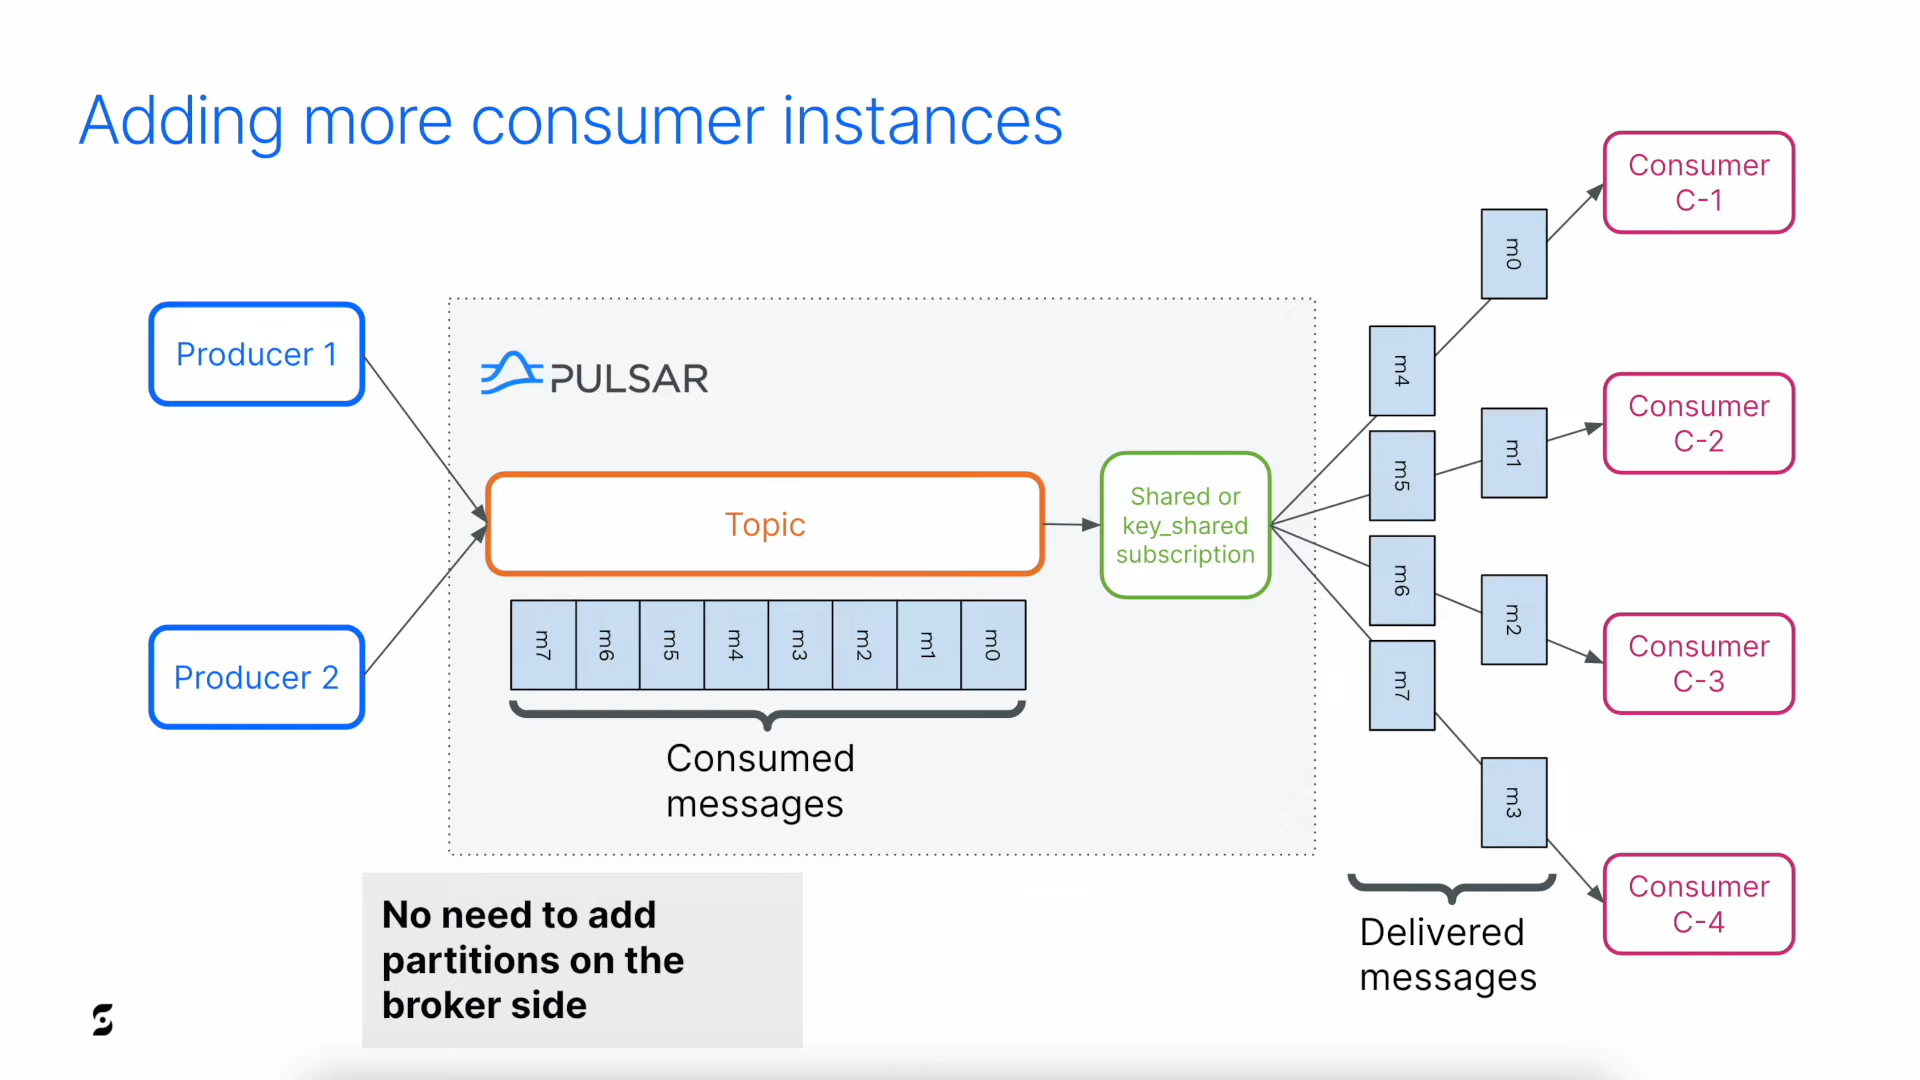 Adding more consumer instances
Producer 1
Producer 2
PULSAR
Topic
m7 m6 m5 m4 m3 m2 m1 m0
Consumed
messages
Shared or
key_shared
subscription
m4
m0
m5
m1
m6
m2
m7
m3
Consumer
C-1
Consumer
C-2
Consumer
C-3
Consumer
C-4
Delivered
messages
No need to add
partitions on the
broker side